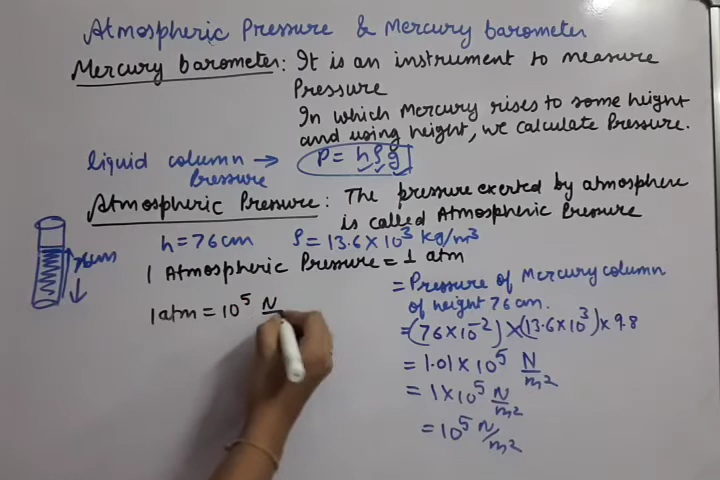 Atmospheric Pressure & Mercury barometer
Mercury barometer: It is an instrument to measure
Pressure
In which Mercury rises to some height
and using height, we calculate Pressure.
liquid column → P = hρg
Pressure
Atmospheric Pressure: The pressure exerted by atmosphere
is called Atmospheric Pressure
76cm
h = 76cm ρ = 13.6 × 10³ kg/m³
1 Atmospheric Pressure = 1 atm
= Pressure of Mercury column
of height 76 cm.
= (76 × 10⁻²) × (13.6 × 10³) × 9.8
= 1.01 × 10⁵ N/m²
= 1 × 10⁵ N/m²
= 10⁵ N/m²
1 atm = 10⁵ N